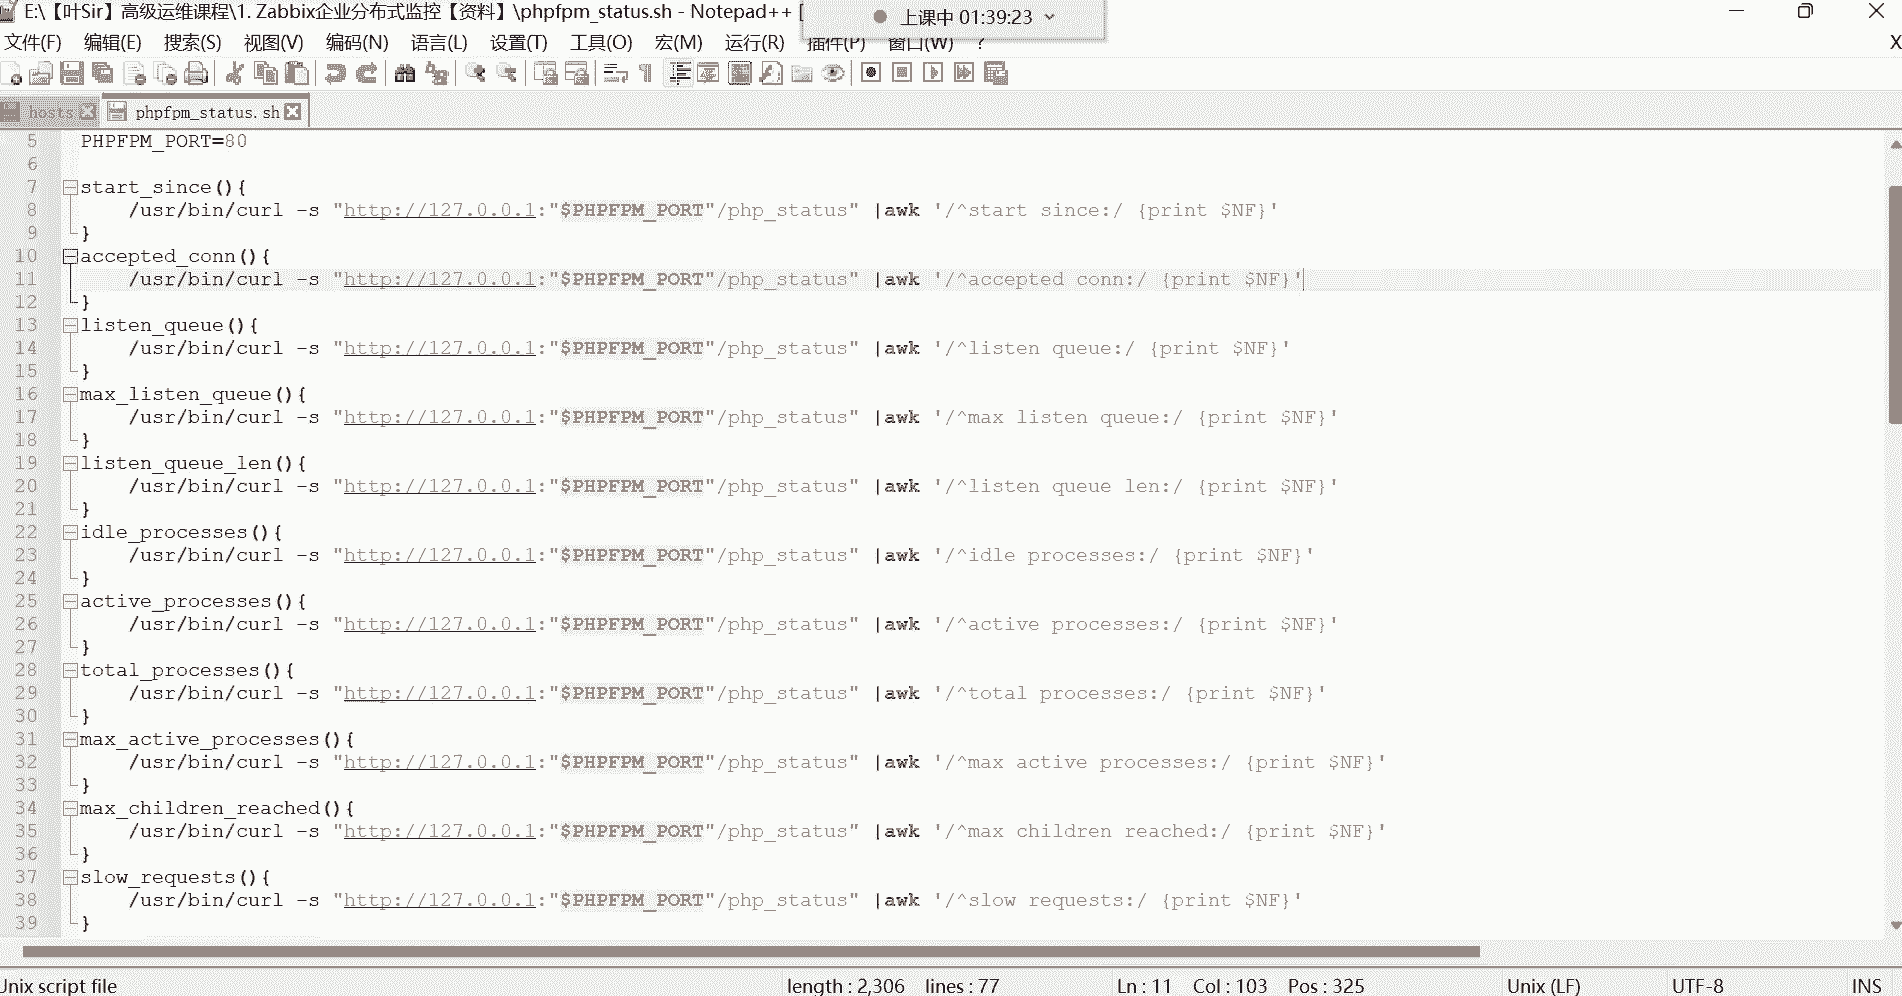 E:\【叶Sir】高级运维课程\1. Zabbix企业分布式监控【资料】\phpfpm_status.sh - Notepad++ [
上课中 01:39:23
文件(F) 编辑(E) 搜索(S) 视图(V) 编码(N) 语言(L) 设置(T) 工具(O) 宏(M) 运行(R) 插件(P) 窗口(W) ? X
hosts phpfpm_status.sh
5 PHPFPM_PORT=80
6
7 start_since(){
8 /usr/bin/curl -s "http://127.0.0.1:"$PHPFPM_PORT"/php_status" |awk '/^start since:/ {print $NF}'
9 }
10 accepted_conn(){
11 /usr/bin/curl -s "http://127.0.0.1:"$PHPFPM_PORT"/php_status" |awk '/^accepted conn:/ {print $NF}'
12 }
13 listen_queue(){
14 /usr/bin/curl -s "http://127.0.0.1:"$PHPFPM_PORT"/php_status" |awk '/^listen queue:/ {print $NF}'
15 }
16 max_listen_queue(){
17 /usr/bin/curl -s "http://127.0.0.1:"$PHPFPM_PORT"/php_status" |awk '/^max listen queue:/ {print $NF}'
18 }
19 listen_queue_len(){
20 /usr/bin/curl -s "http://127.0.0.1:"$PHPFPM_PORT"/php_status" |awk '/^listen queue len:/ {print $NF}'
21 }
22 idle_processes(){
23 /usr/bin/curl -s "http://127.0.0.1:"$PHPFPM_PORT"/php_status" |awk '/^idle processes:/ {print $NF}'
24 }
25 active_processes(){
26 /usr/bin/curl -s "http://127.0.0.1:"$PHPFPM_PORT"/php_status" |awk '/^active processes:/ {print $NF}'
27 }
28 total_processes(){
29 /usr/bin/curl -s "http://127.0.0.1:"$PHPFPM_PORT"/php_status" |awk '/^total processes:/ {print $NF}'
30 }
31 max_active_processes(){
32 /usr/bin/curl -s "http://127.0.0.1:"$PHPFPM_PORT"/php_status" |awk '/^max active processes:/ {print $NF}'
33 }
34 max_children_reached(){
35 /usr/bin/curl -s "http://127.0.0.1:"$PHPFPM_PORT"/php_status" |awk '/^max children reached:/ {print $NF}'
36 }
37 slow_requests(){
38 /usr/bin/curl -s "http://127.0.0.1:"$PHPFPM_PORT"/php_status" |awk '/^slow requests:/ {print $NF}'
39 }
Unix script file length : 2,306 lines : 77 Ln : 11 Col : 103 Pos : 325 Unix (LF) UTF-8 INS